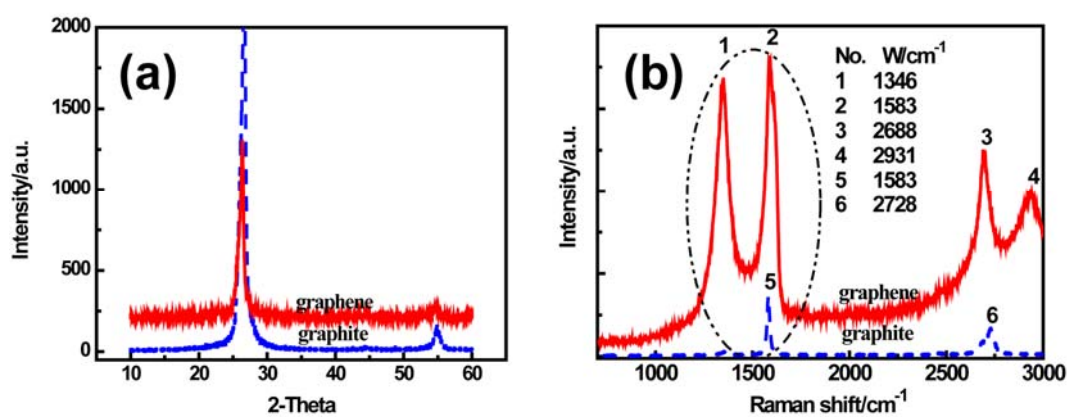 (a)
2000
1500
1000
500
0
Intensity/a.u.
graphene
graphite
10 20 30 40 50 60
2-Theta
(b)
1
2
No. W/cm-1
1 1346
2 1583
3 2688
4 2931
5 1583
6 2728
3
4
5
6
Intensity/a.u.
graphene
graphite
1000 1500 2000 2500 3000
Raman shift/cm-1